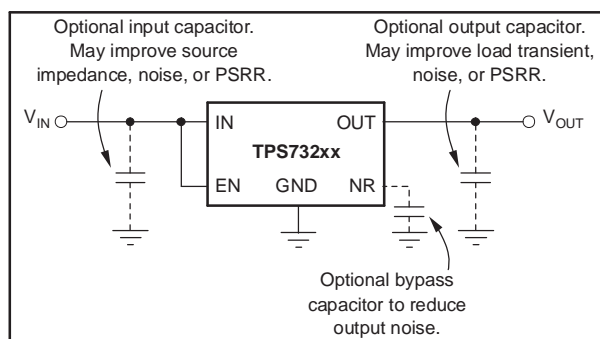 Optional input capacitor.
May improve source
impedance, noise, or PSRR.
Optional output capacitor.
May improve load transient,
noise, or PSRR.
VIN
IN
OUT
VOUT
TPS732xx
EN
GND
NR
Optional bypass
capacitor to reduce
output noise.